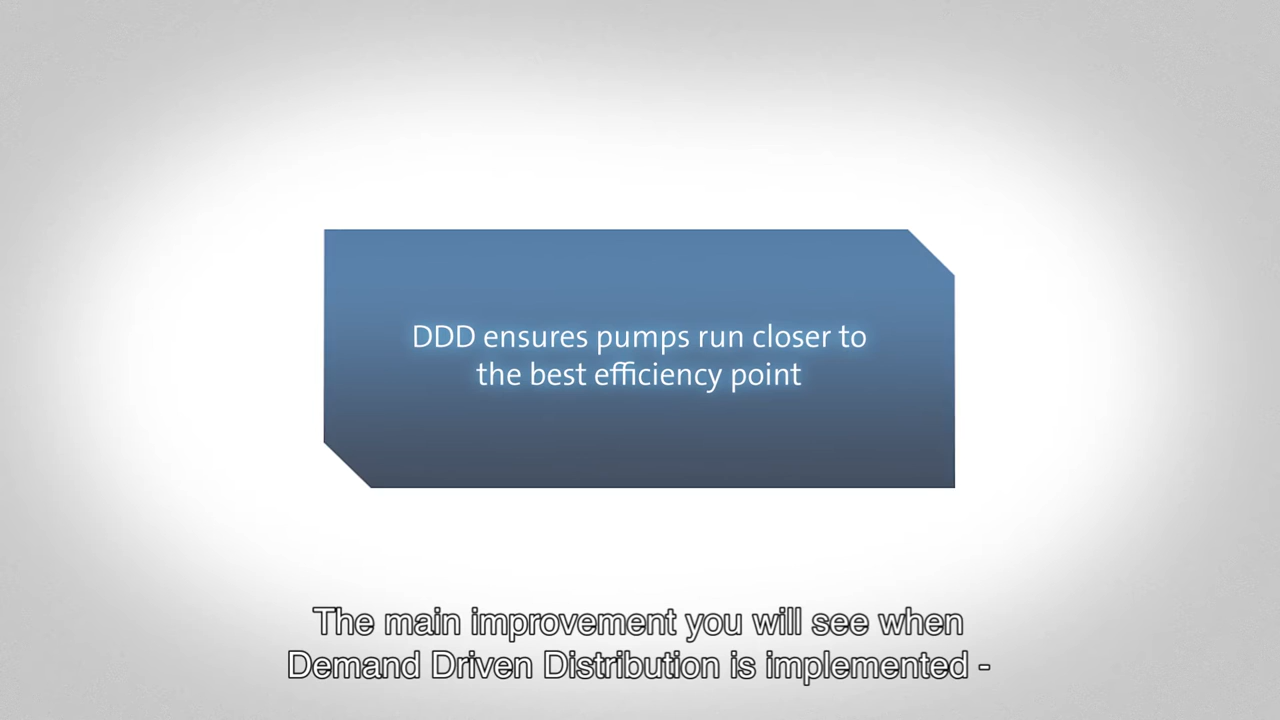 DDD ensures pumps run closer to
the best efficiency point
The main improvement you will see when
Demand Driven Distribution is implemented -